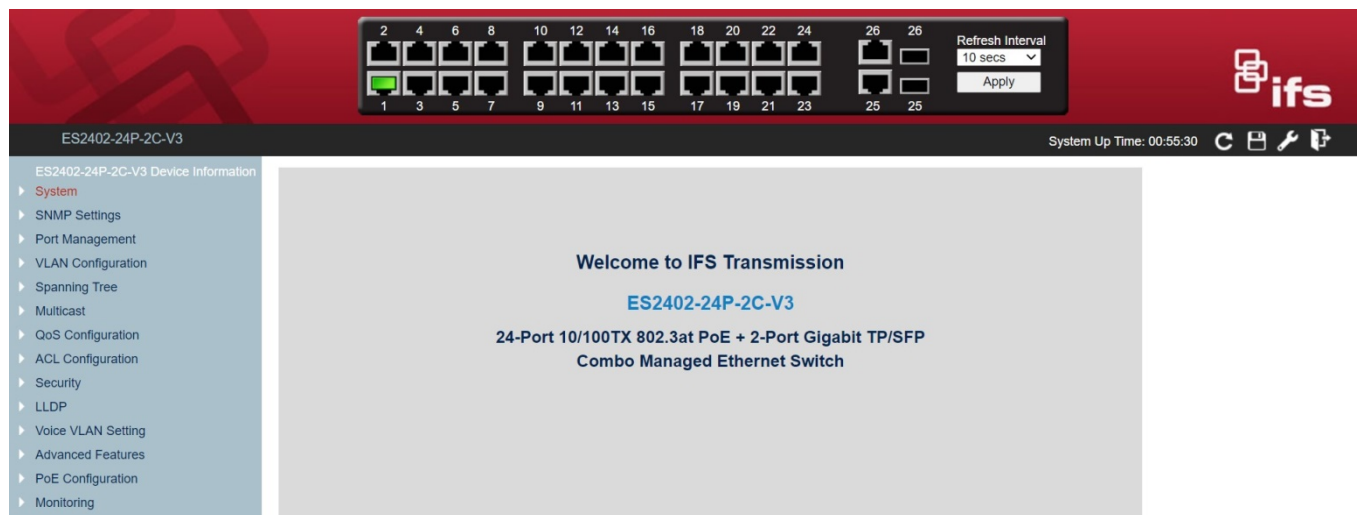 2 4 6 8 10 12 14 16 18 20 22 24 26 26
Refresh Interval
10 secs
Apply
1 3 5 7 9 11 13 15 17 19 21 23 25 25
ifs
ES2402-24P-2C-V3
System Up Time: 00:55:30
ES2402-24P-2C-V3 Device Information
System
SNMP Settings
Port Management
VLAN Configuration
Spanning Tree
Multicast
QoS Configuration
ACL Configuration
Security
LLDP
Voice VLAN Setting
Advanced Features
PoE Configuration
Monitoring
Welcome to IFS Transmission
ES2402-24P-2C-V3
24-Port 10/100TX 802.3at PoE + 2-Port Gigabit TP/SFP
Combo Managed Ethernet Switch